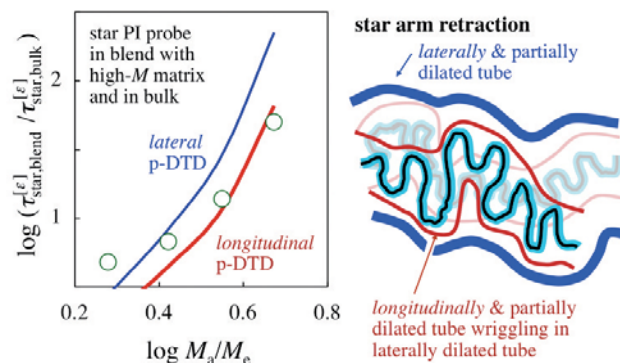 star PI probe
in blend with
high-M matrix
and in bulk
lateral
p-DTD
longitudinal
p-DTD
2
1
0.2
0.4
0.6
0.8
log (τ[ε]star,blend /τ[ε]star,bulk)
log Ma/Me
star arm retraction
laterally & partially
dilated tube
longitudinally & partially
dilated tube wriggling in
laterally dilated tube